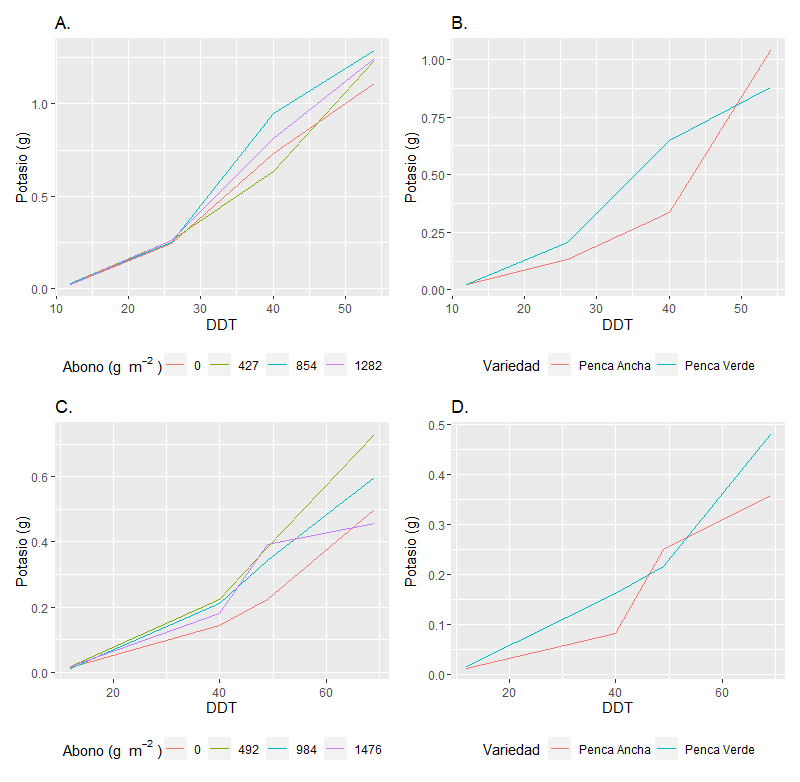 A.
Potasio (g)
1.0
0.5
0.0
10 20 30 40 50
DDT
Abono (g m⁻²) 0 427 854 1282
B.
Potasio (g)
1.00
0.75
0.50
0.25
0.00
10 20 30 40 50
DDT
Variedad Penca Ancha Penca Verde
C.
Potasio (g)
0.6
0.4
0.2
0.0
20 40 60
DDT
Abono (g m⁻²) 0 492 984 1476
D.
Potasio (g)
0.5
0.4
0.3
0.2
0.1
0.0
20 40 60
DDT
Variedad Penca Ancha Penca Verde